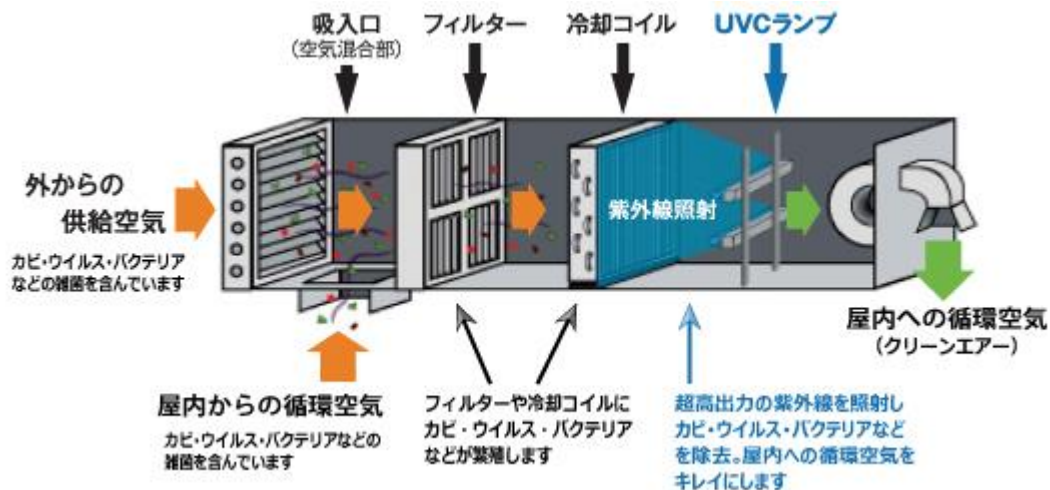 吸入口
(空気混合部)
フィルター
冷却コイル
UVCランプ
外からの
供給空気
カビ・ウイルス・バクテリア
などの雑菌を含んでいます
紫外線照射
屋内への循環空気
(クリーンエアー)
屋内からの循環空気
カビ・ウイルス・バクテリアなどの
雑菌を含んでいます
フィルターや冷却コイルに
カビ・ウイルス・バクテリア
などが繁殖します
超高出力の紫外線を照射し
カビ・ウイルス・バクテリアなど
を除去。屋内への循環空気を
キレイにします